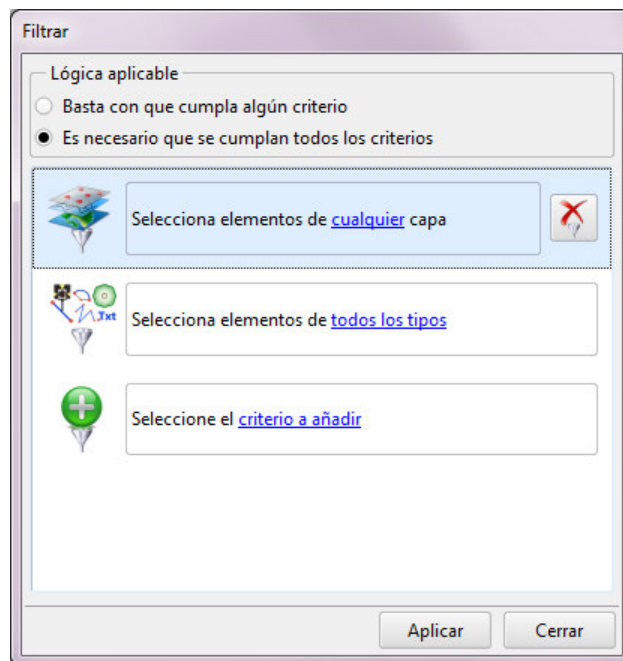 Filtrar
Lógica aplicable
Basta con que cumpla algún criterio
Es necesario que se cumplan todos los criterios
Selecciona elementos de cualquier capa
Txt
Selecciona elementos de todos los tipos
Seleccione el criterio a añadir
Aplicar
Cerrar